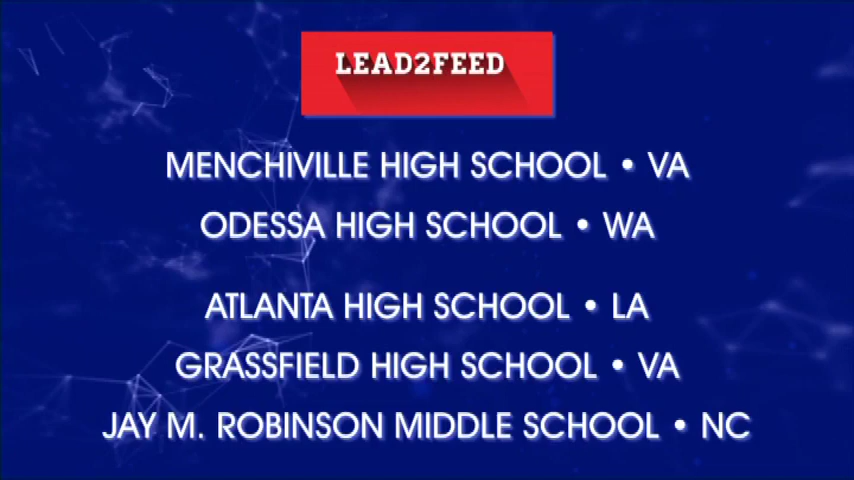 LEAD2FEED
MENCHIVILLE HIGH SCHOOL • VA
ODESSA HIGH SCHOOL • WA
ATLANTA HIGH SCHOOL • LA
GRASSFIELD HIGH SCHOOL • VA
JAY M. ROBINSON MIDDLE SCHOOL • NC